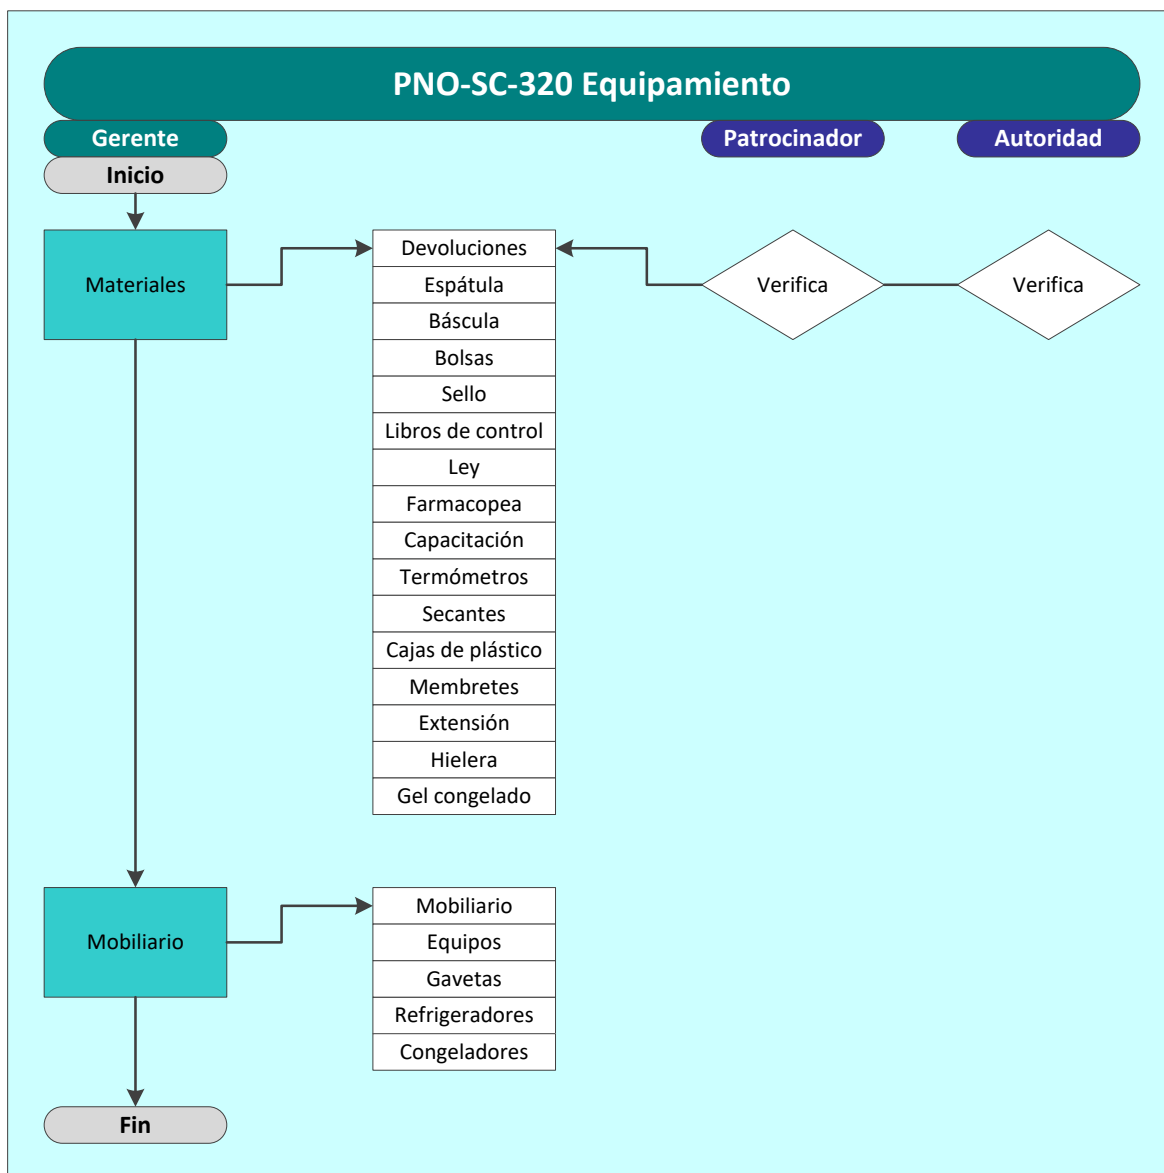 PNO-SC-320 Equipamiento
Gerente
Patrocinador
Autoridad
Inicio
Materiales
Devoluciones
Espátula
Báscula
Bolsas
Sello
Libros de control
Ley
Farmacopea
Capacitación
Termómetros
Secantes
Cajas de plástico
Membretes
Extensión
Hielera
Gel congelado
Verifica
Verifica
Mobiliario
Mobiliario
Equipos
Gavetas
Refrigeradores
Congeladores
Fin